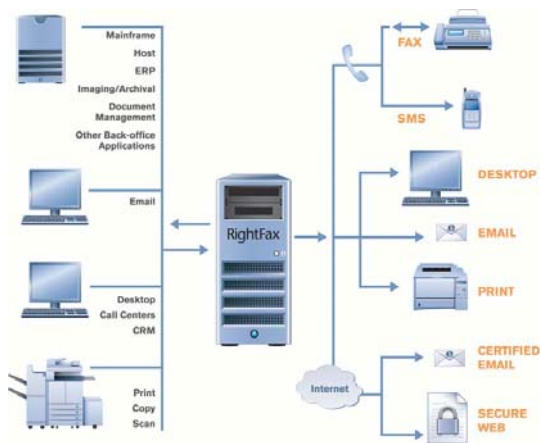 Mainframe
Host
ERP
Imaging/Archival
Document
Management
Other Back-office
Applications
Email
Desktop
Call Centers
CRM
Print
Copy
Scan
RightFax
FAX
SMS
DESKTOP
EMAIL
PRINT
Internet
CERTIFIED
EMAIL
SECURE
WEB